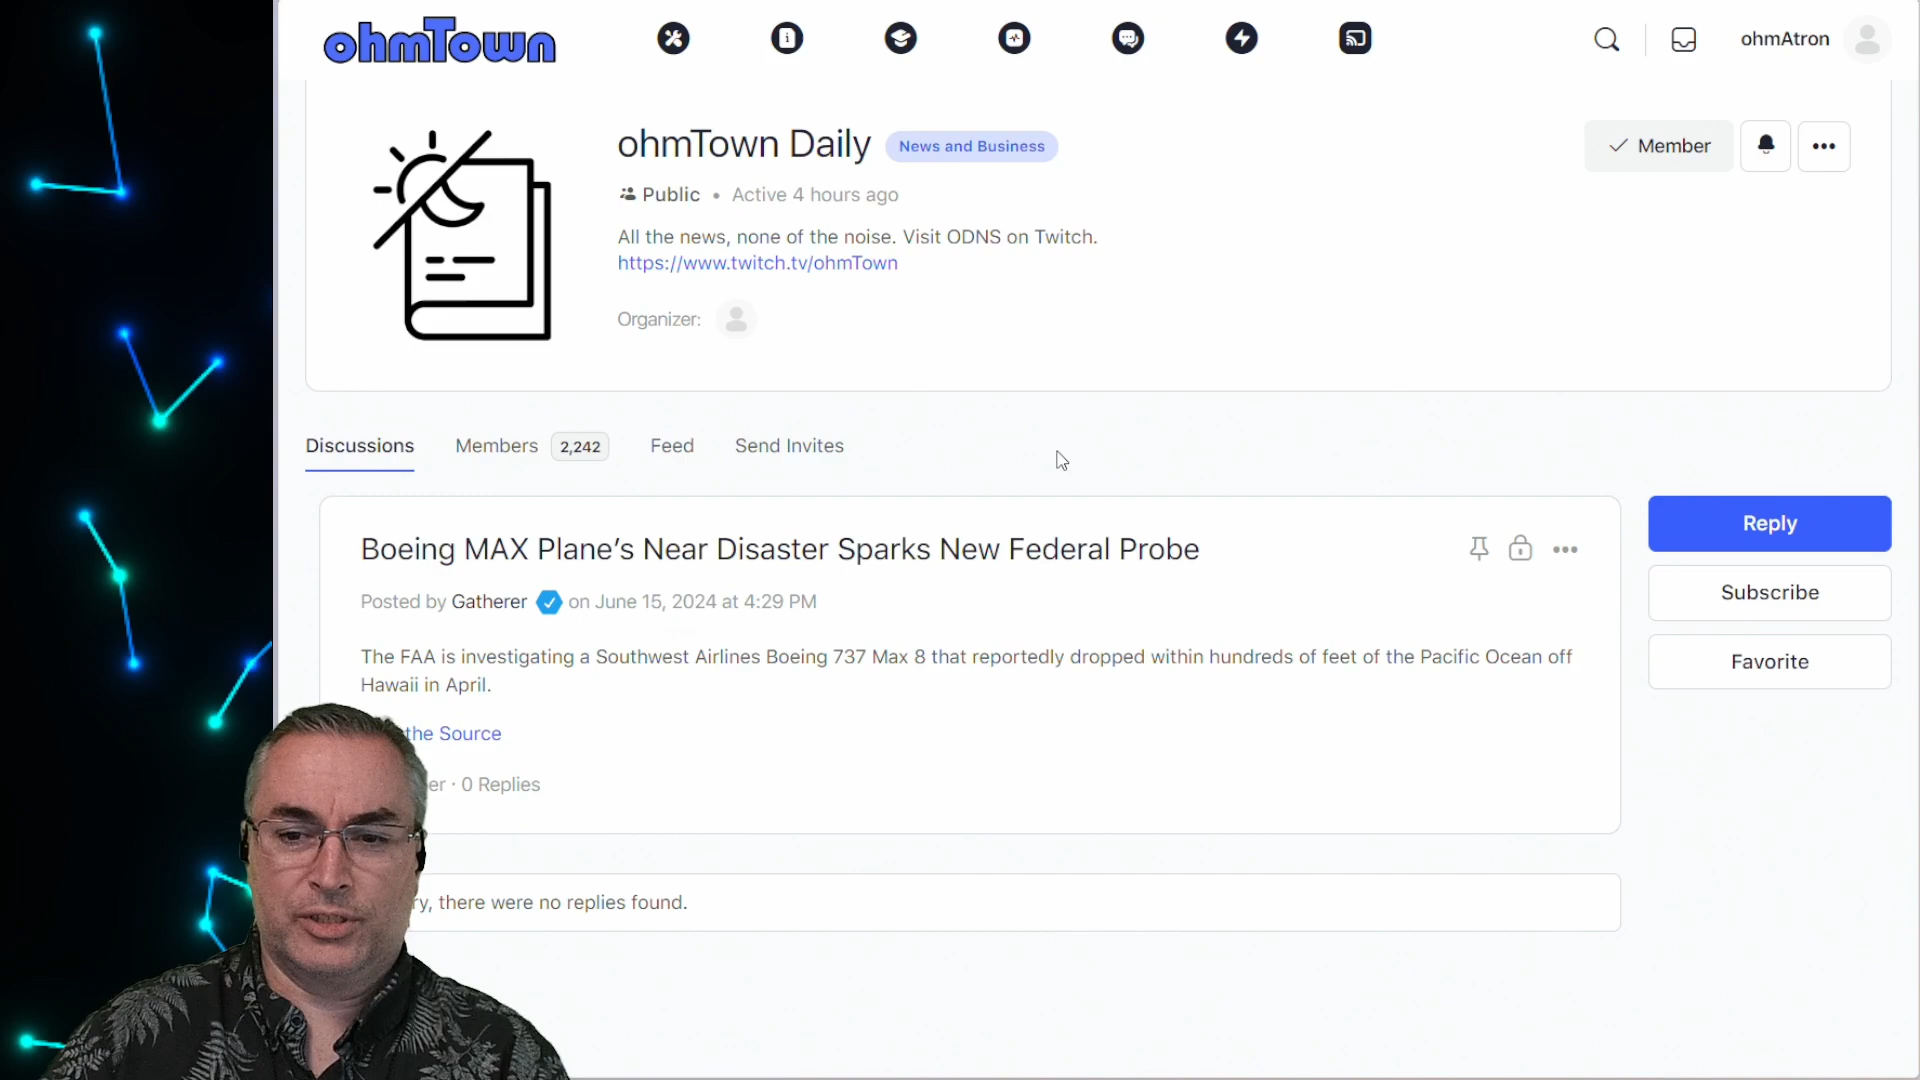 ohmTown
ohmAtron
ohmTown Daily
News and Business
Member
Public • Active 4 hours ago
All the news, none of the noise. Visit ODNS on Twitch.
https://www.twitch.tv/ohmTown
Organizer:
Discussions
Members 2,242
Feed
Send Invites
Boeing MAX Plane’s Near Disaster Sparks New Federal Probe
Posted by Gatherer on June 15, 2024 at 4:29 PM
The FAA is investigating a Southwest Airlines Boeing 737 Max 8 that reportedly dropped within hundreds of feet of the Pacific Ocean off
Hawaii in April.
the Source
er · 0 Replies
ry, there were no replies found.
Reply
Subscribe
Favorite